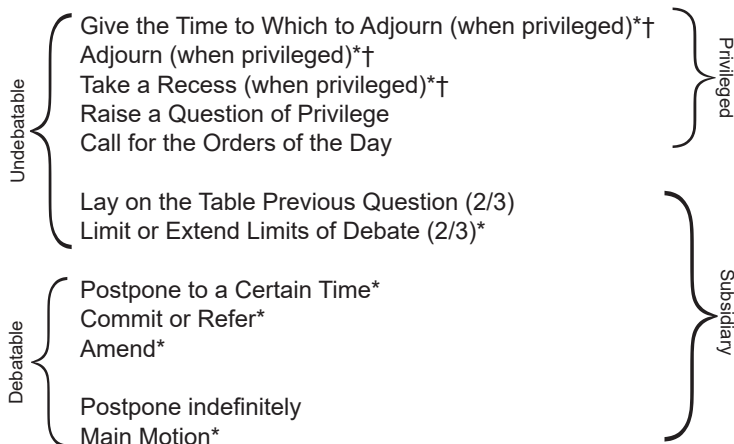 Give the Time to Which to Adjourn (when privileged)*†
Adjourn (when privileged)*†
Take a Recess (when privileged)*†
Raise a Question of Privilege
Call for the Orders of the Day
Undebatable
Privileged
Lay on the Table Previous Question (2/3)
Limit or Extend Limits of Debate (2/3)*
Postpone to a Certain Time*
Commit or Refer*
Amend*
Debatable
Subsidiary
Postpone indefinitely
Main Motion*